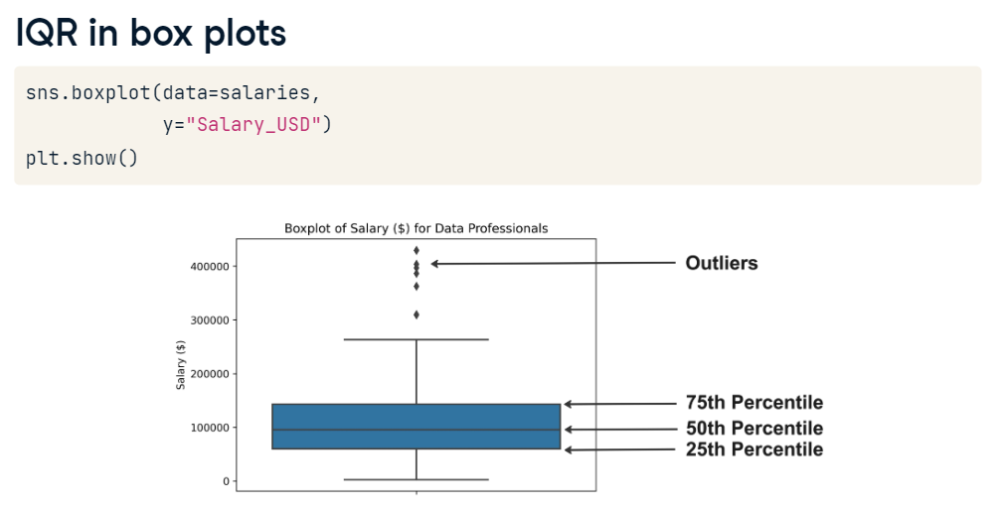 IQR in box plots
sns.boxplot(data=salaries,
y="Salary_USD")
plt.show()
Boxplot of Salary ($) for Data Professionals
400000
300000
200000
100000
0
Salary ($)
Outliers
75th Percentile
50th Percentile
25th Percentile